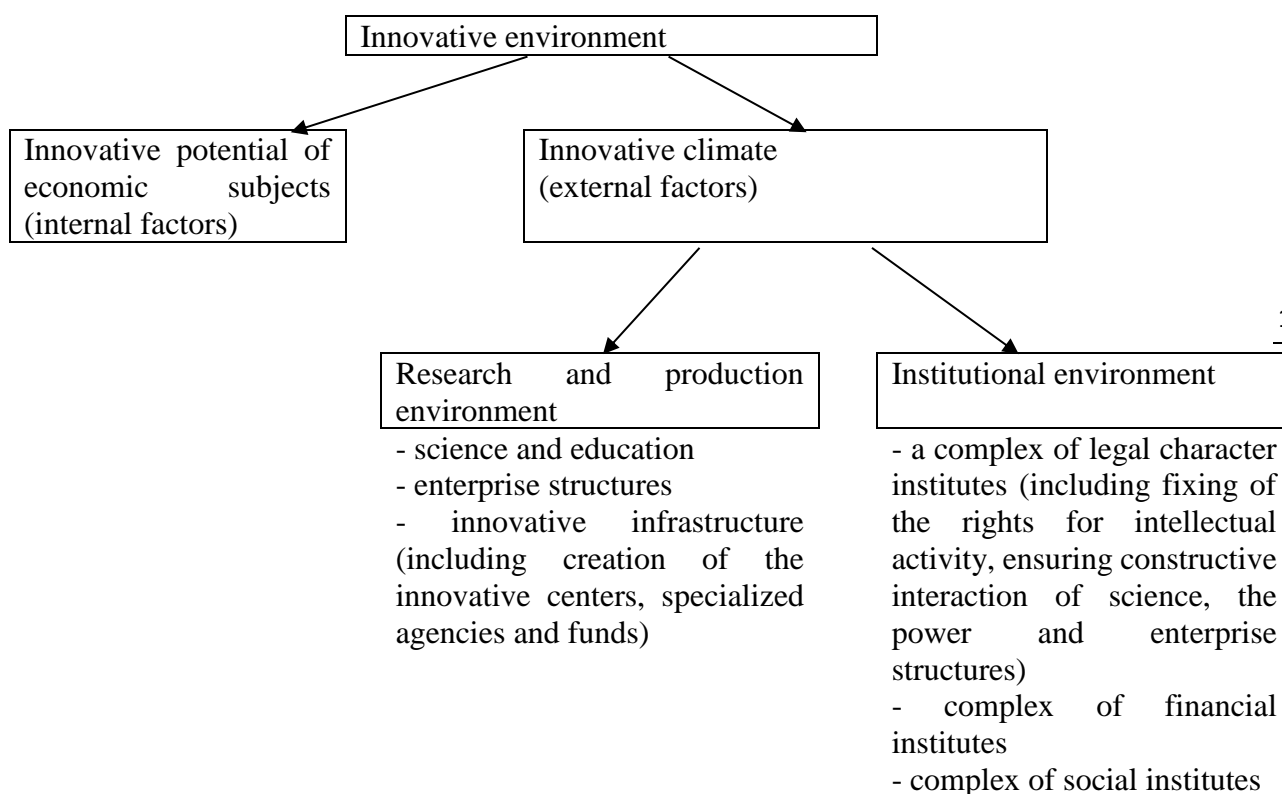 Innovative environment
Innovative potential of
economic subjects
(internal factors)
Innovative climate
(external factors)
Research and production
environment
- science and education
- enterprise structures
- innovative infrastructure
(including creation of the
innovative centers, specialized
agencies and funds)
Institutional environment
- a complex of legal character
institutes (including fixing of
the rights for intellectual
activity, ensuring constructive
interaction of science, the
power and enterprise
structures)
- complex of financial
institutes
- complex of social institutes